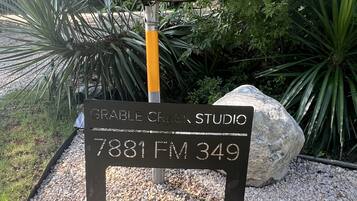 GRABLE CREEK STUDIO
7881 FM 349